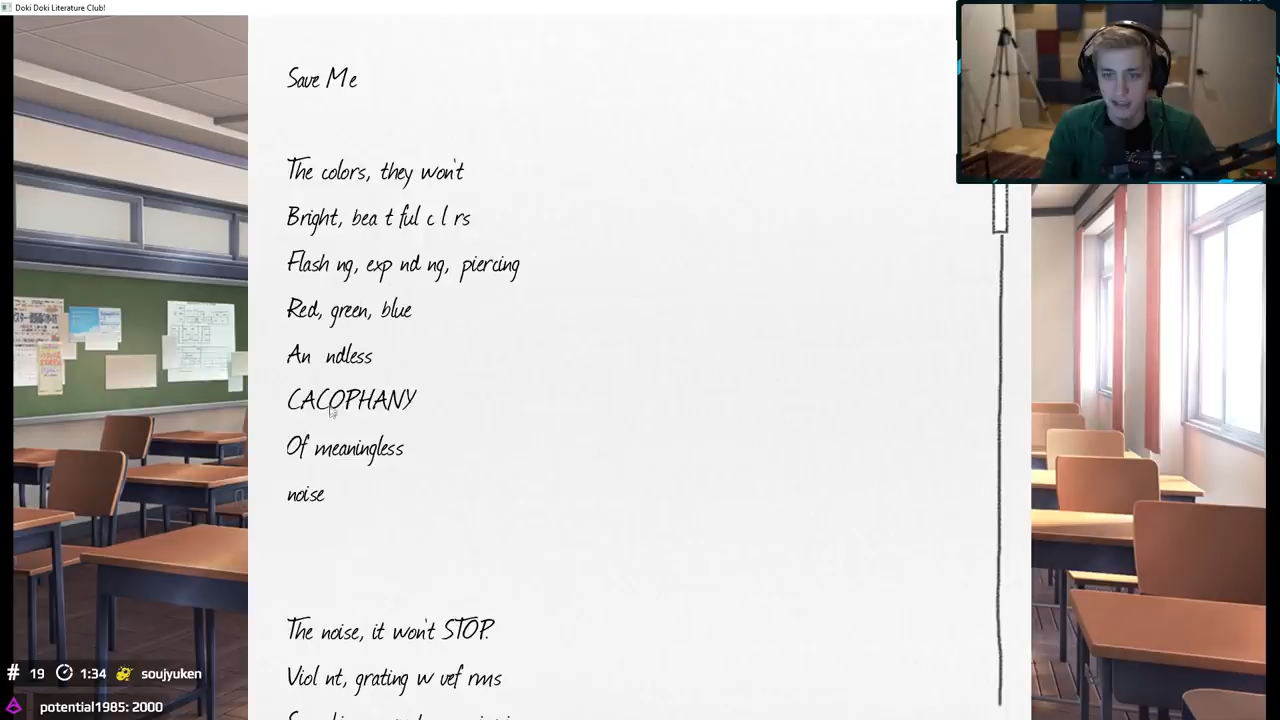 Doki Doki Literature Club!
Save Me
The colors, they won't
Bright, bea t ful c l rs
Flash ng, exp nd ng, piercing
Red, green, blue
An ndless
CACOPHANY
Of meaningless
noise
The noise, it won't STOP.
Viol nt, grating w vef rms
# 19 1:34 soujyuken
potential1985: 2000